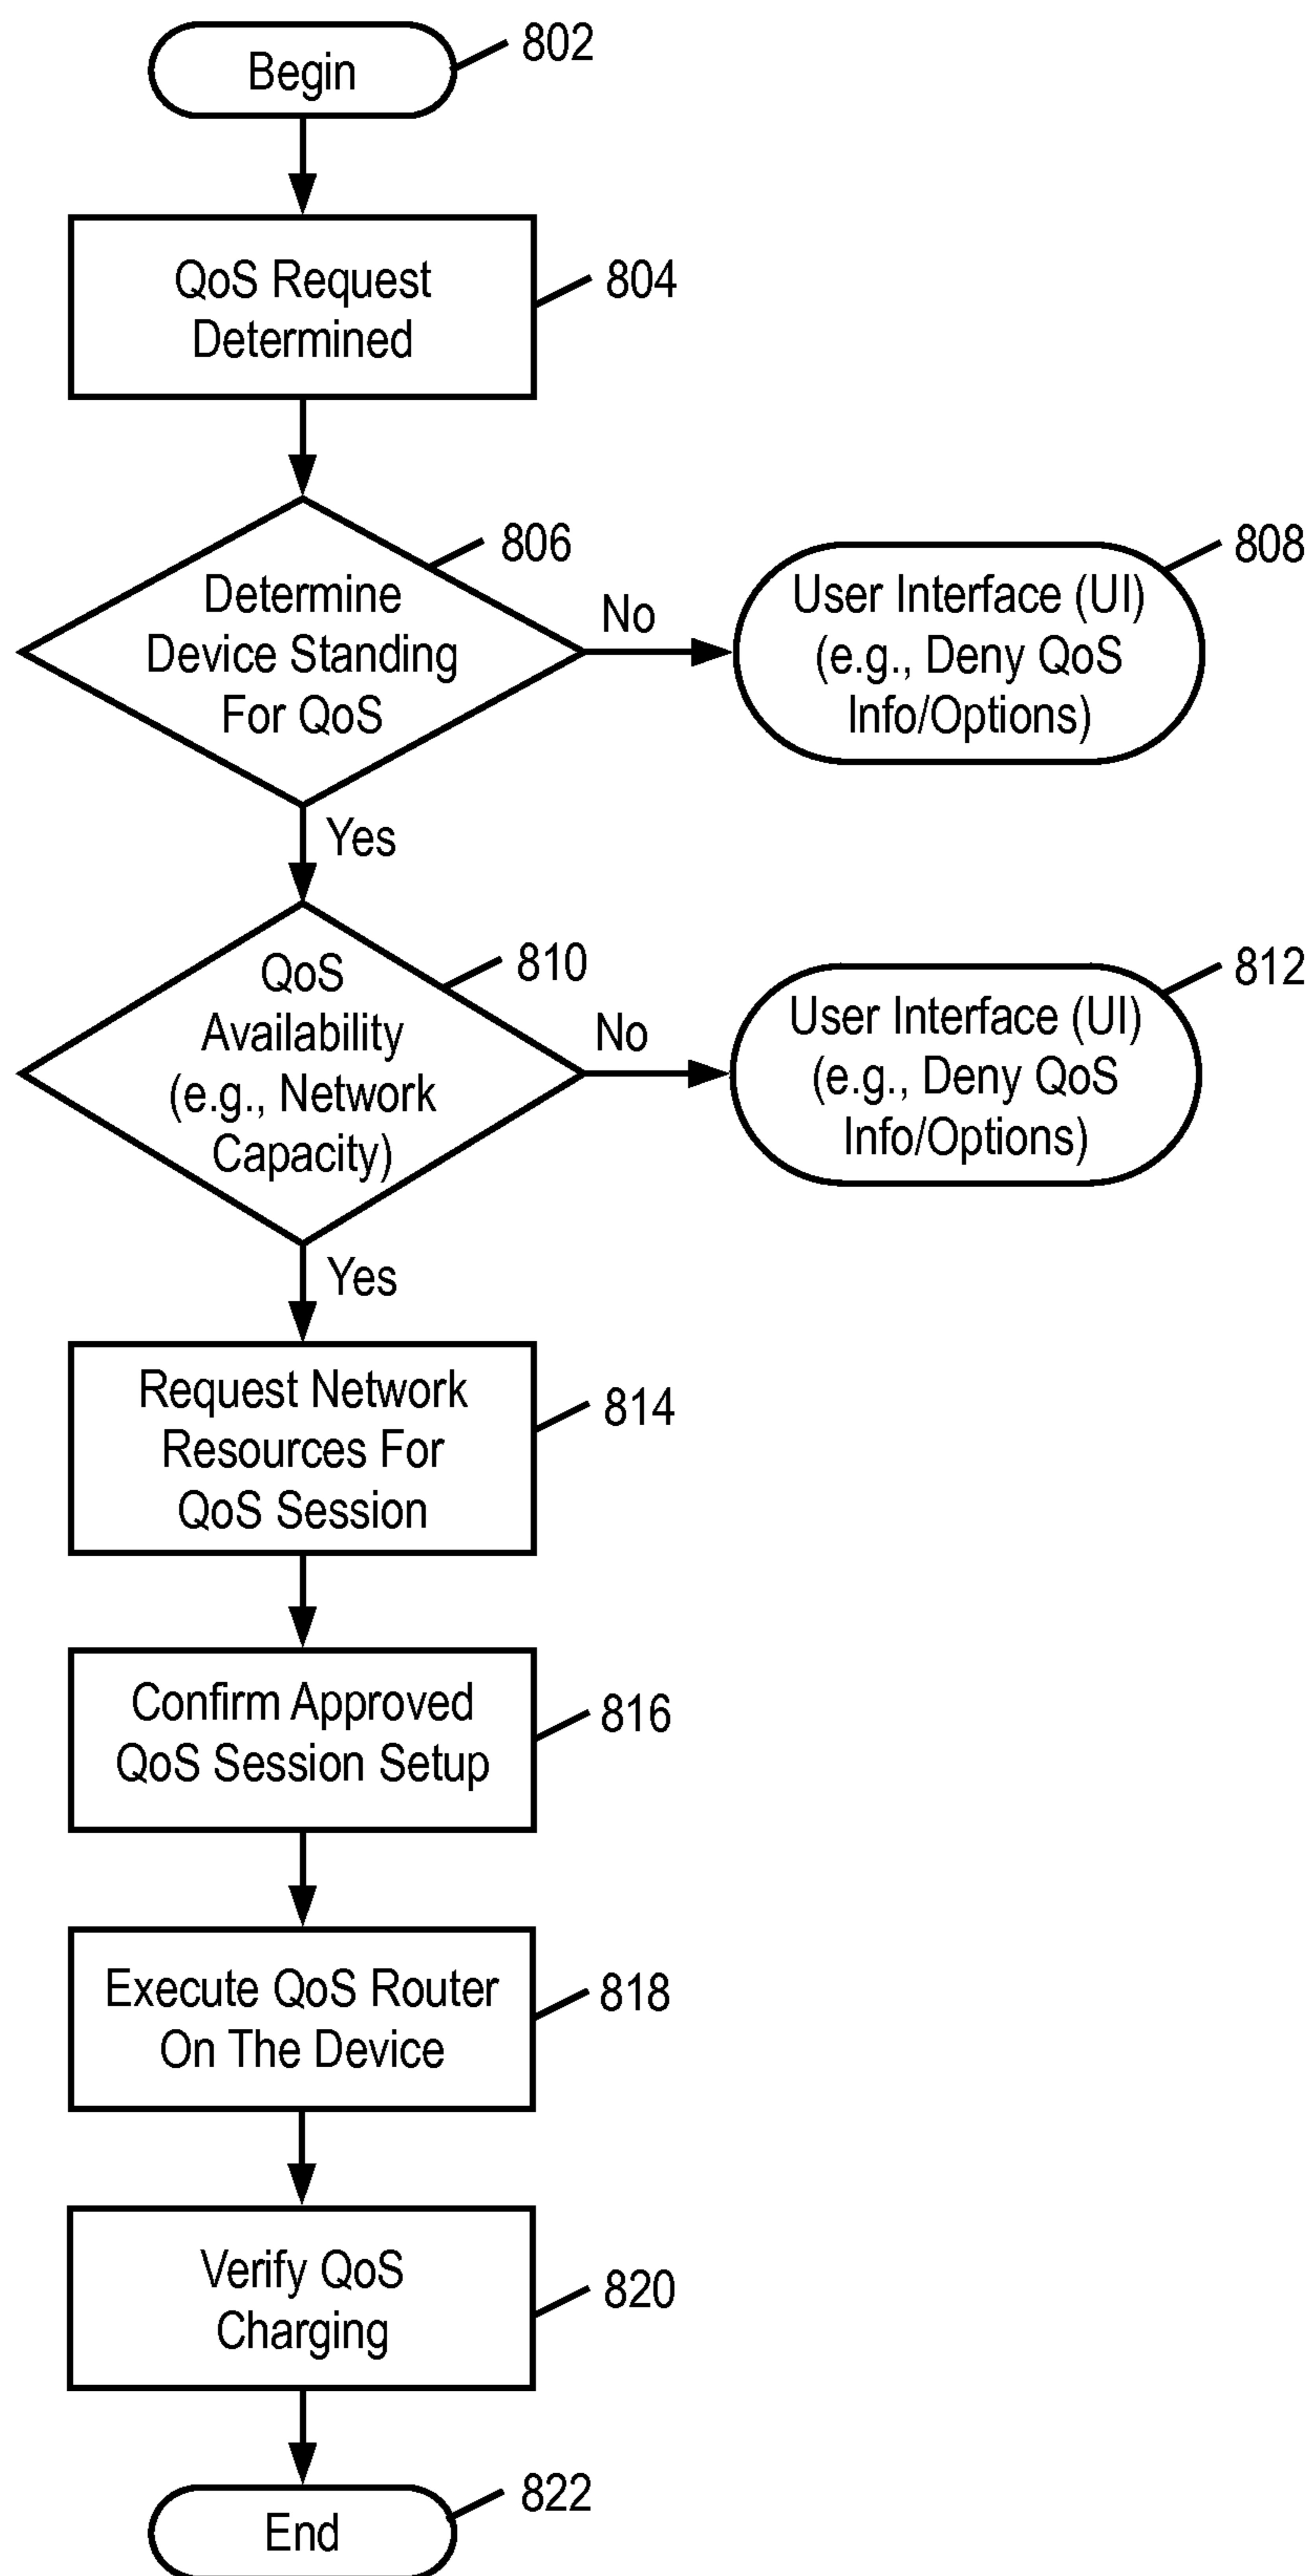 Begin
802
QoS Request
Determined
804
806
Determine
Device Standing
For QoS
No
808
User Interface (UI)
(e.g., Deny QoS
Info/Options)
Yes
810
QoS
Availability
(e.g., Network
Capacity)
No
812
User Interface (UI)
(e.g., Deny QoS
Info/Options)
Yes
Request Network
Resources For
QoS Session
814
Confirm Approved
QoS Session Setup
816
Execute QoS Router
On The Device
818
Verify QoS
Charging
820
End
822